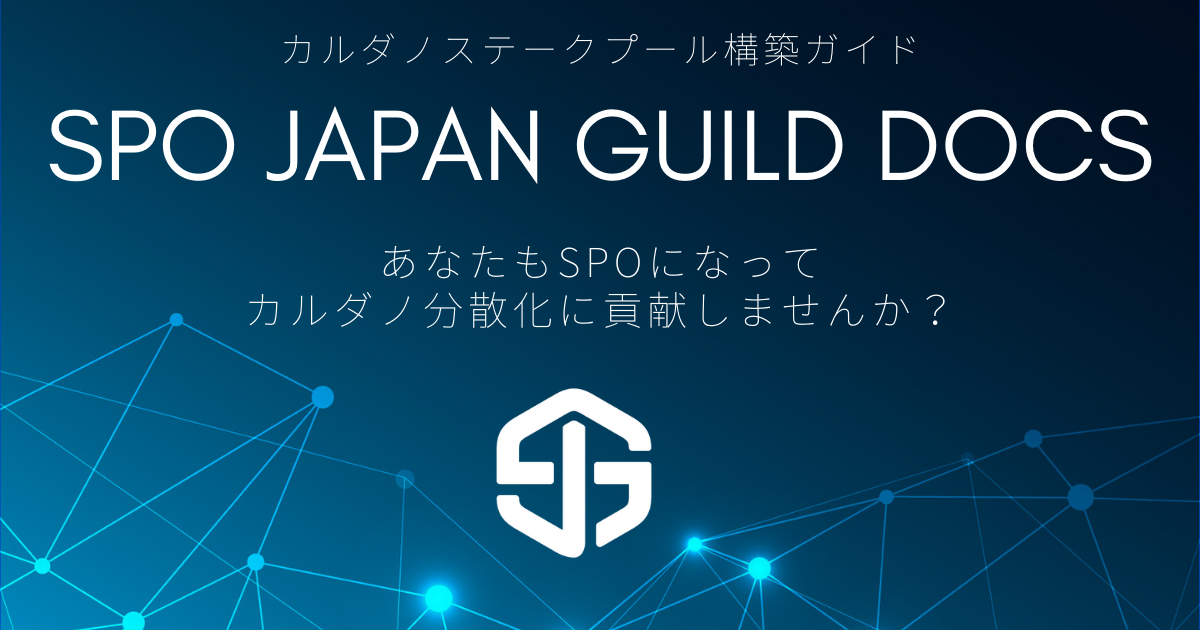 カルダノステークプール構築ガイド
SPO JAPAN GUILD DOCS
あなたもSPOになって
カルダノ分散化に貢献しませんか？